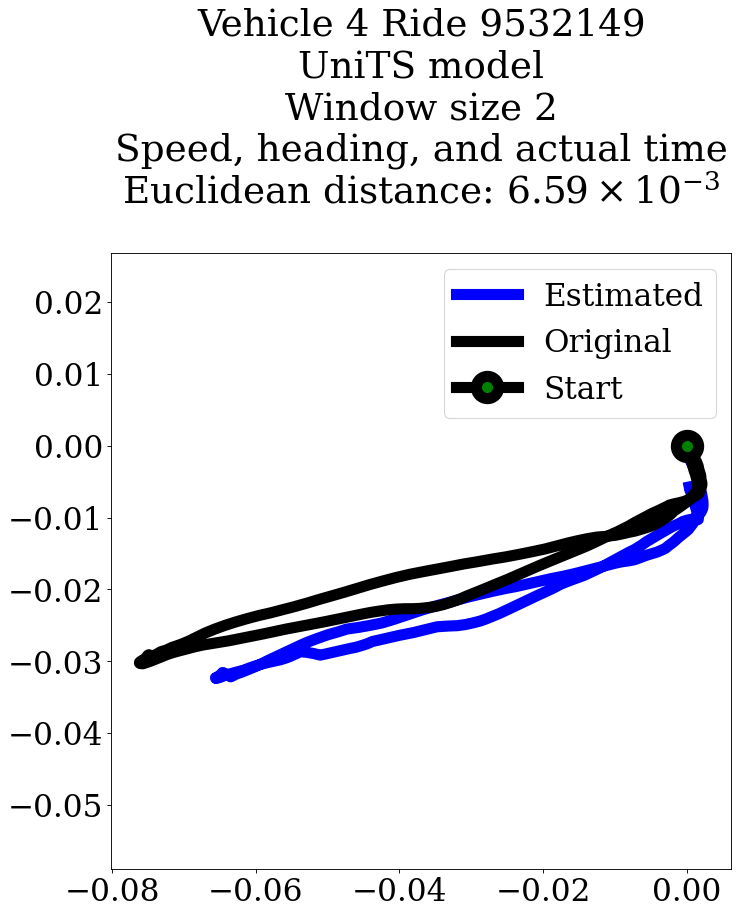 Vehicle 4 Ride 9532149
UniTS model
Window size 2
Speed, heading, and actual time
Euclidean distance: 6.59 × 10⁻³
Estimated
Original
Start
0.02
0.01
0.00
−0.01
−0.02
−0.03
−0.04
−0.05
−0.08 −0.06 −0.04 −0.02 0.00